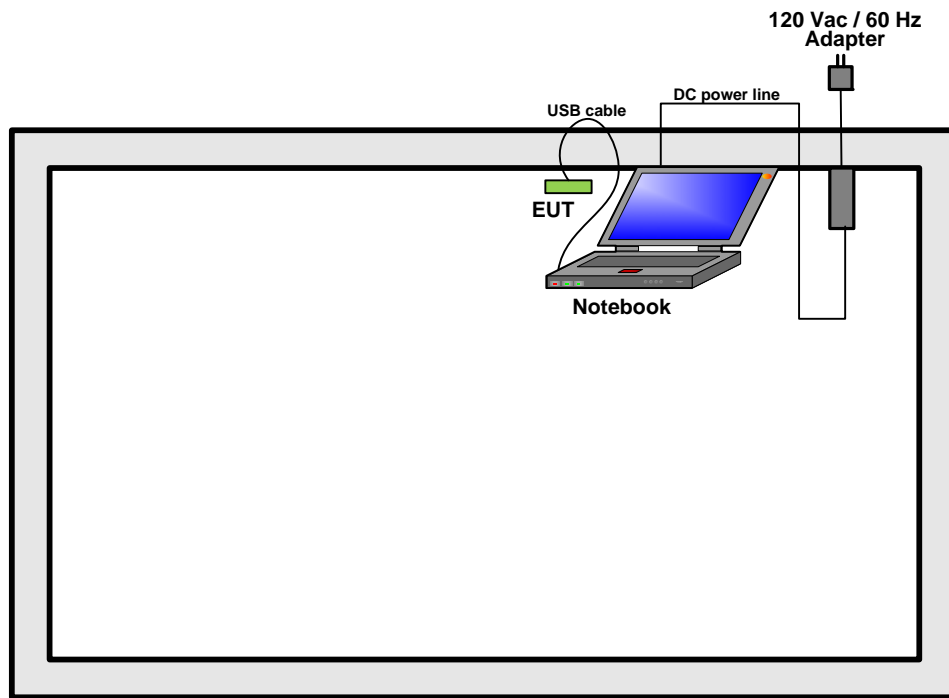 120 Vac / 60 Hz
Adapter
DC power line
USB cable
EUT
Notebook